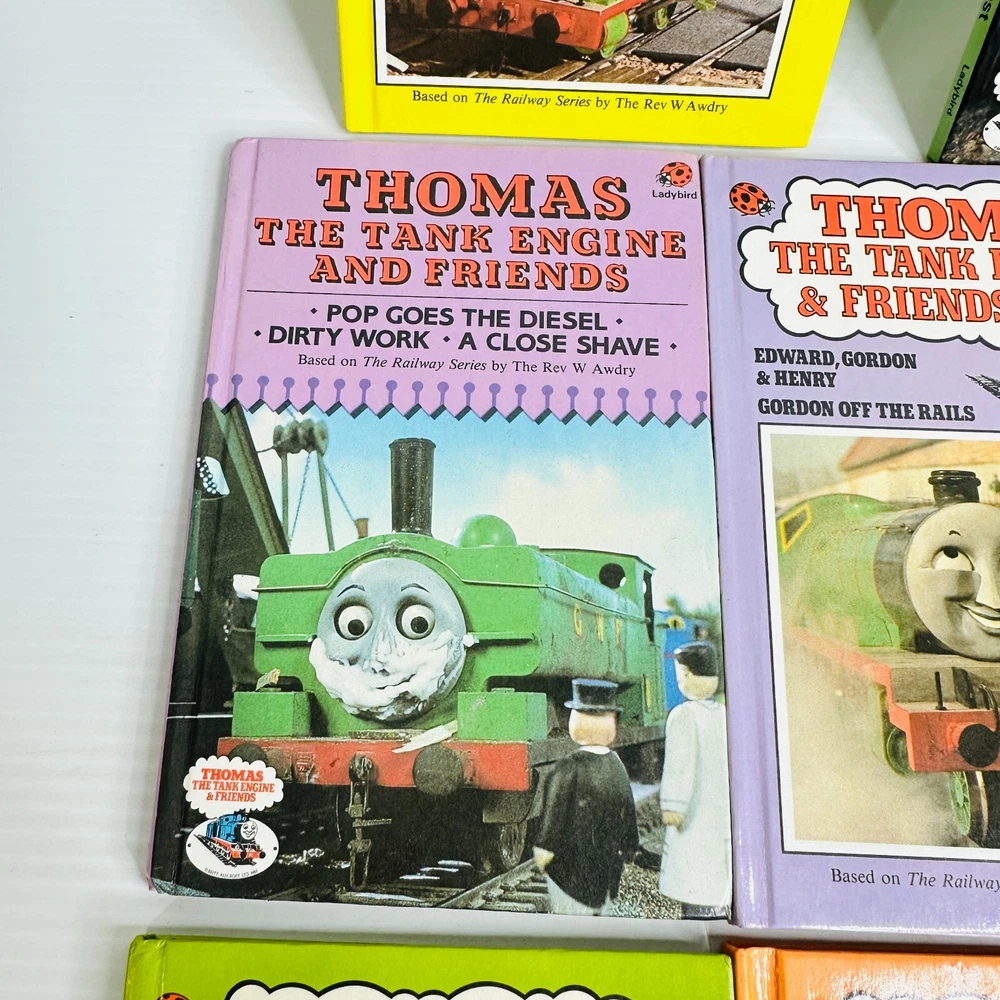 Based on The Railway Series by The Rev W Awdry
Ladybird
THOMAS
THE TANK ENGINE
AND FRIENDS
Ladybird
• POP GOES THE DIESEL •
• DIRTY WORK • A CLOSE SHAVE •
Based on The Railway Series by The Rev W Awdry
G W R
THOMAS
THE TANK ENGINE
& FRIENDS
THOM
THE TANK
& FRIENDS
EDWARD, GORDON
& HENRY
GORDON OFF THE RAILS
Based on The Railway